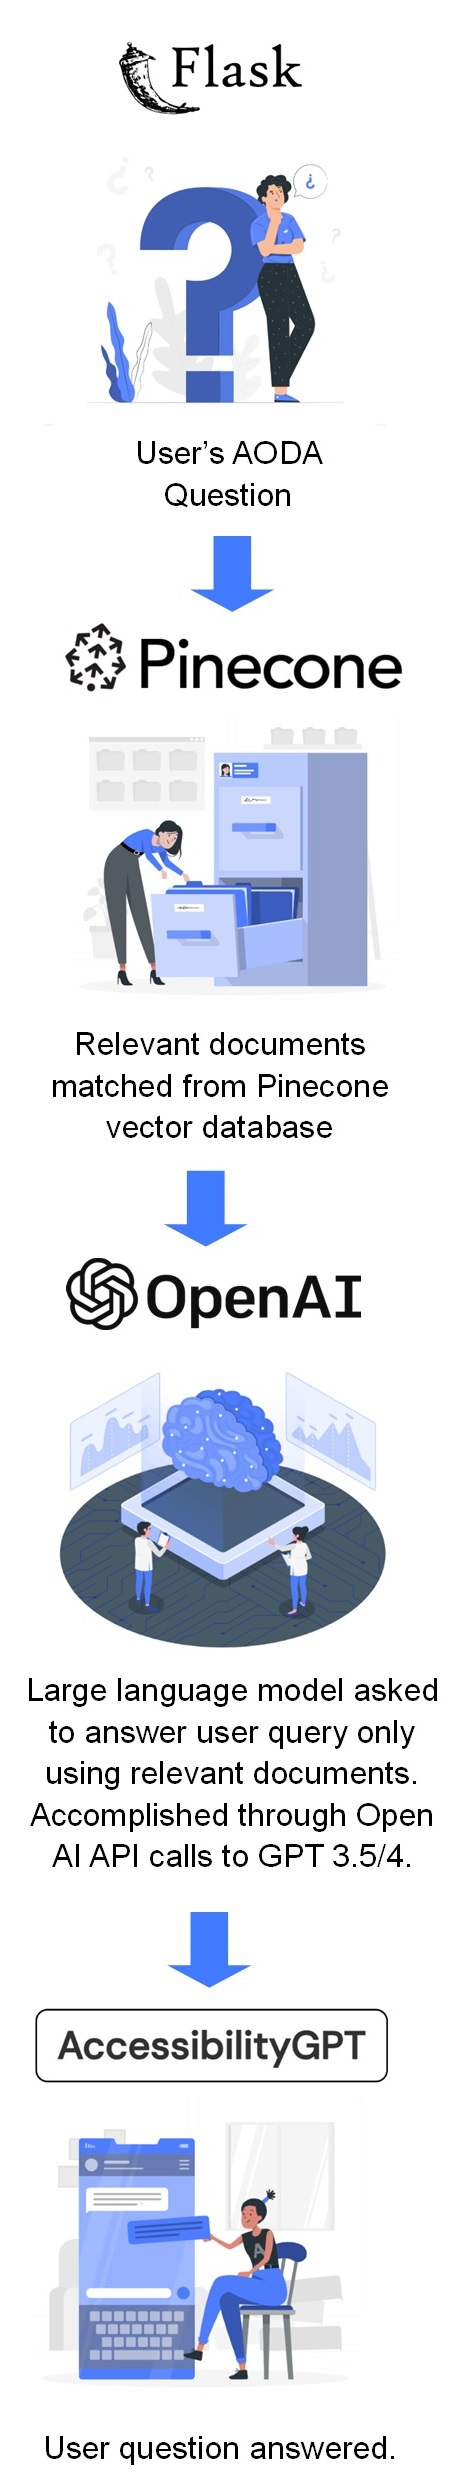 Flask
User’s AODA
Question
Pinecone
Relevant documents
matched from Pinecone
vector database
OpenAI
Large language model asked
to answer user query only
using relevant documents.
Accomplished through Open
AI API calls to GPT 3.5/4.
AccessibilityGPT
A
User question answered.